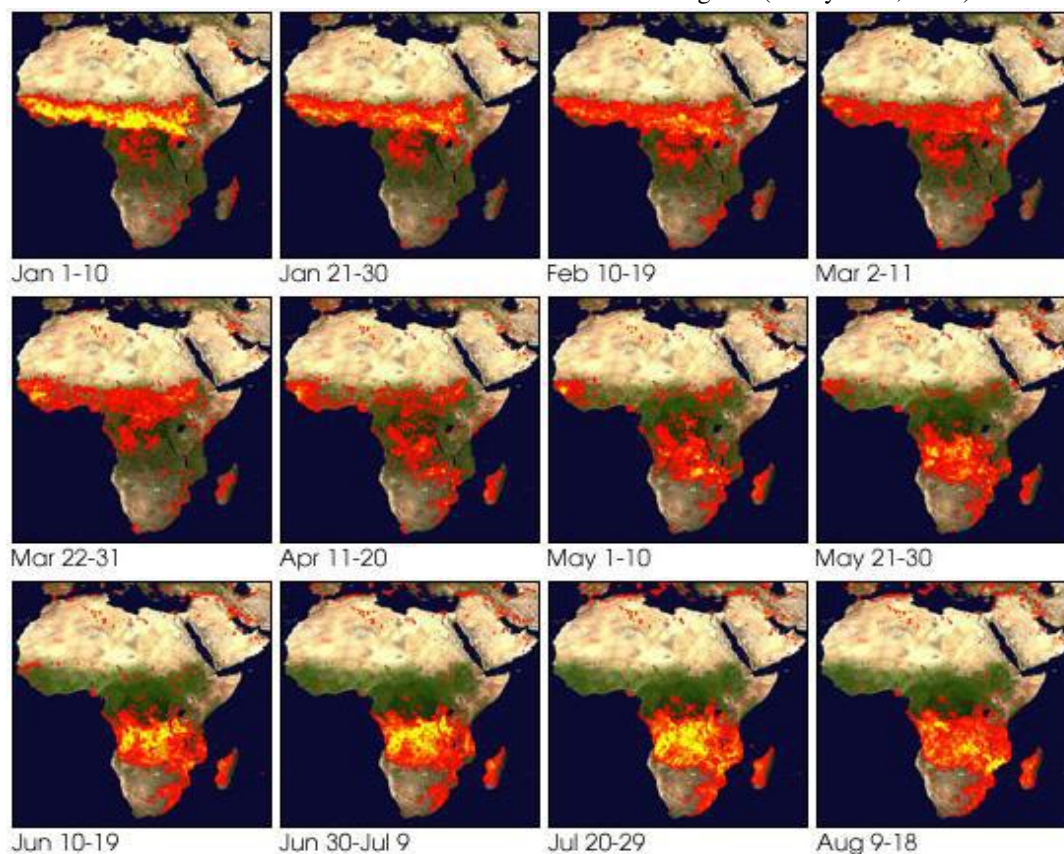 Jan 1-10
Jan 21-30
Feb 10-19
Mar 2-11
Mar 22-31
Apr 11-20
May 1-10
May 21-30
Jun 10-19
Jun 30-Jul 9
Jul 20-29
Aug 9-18